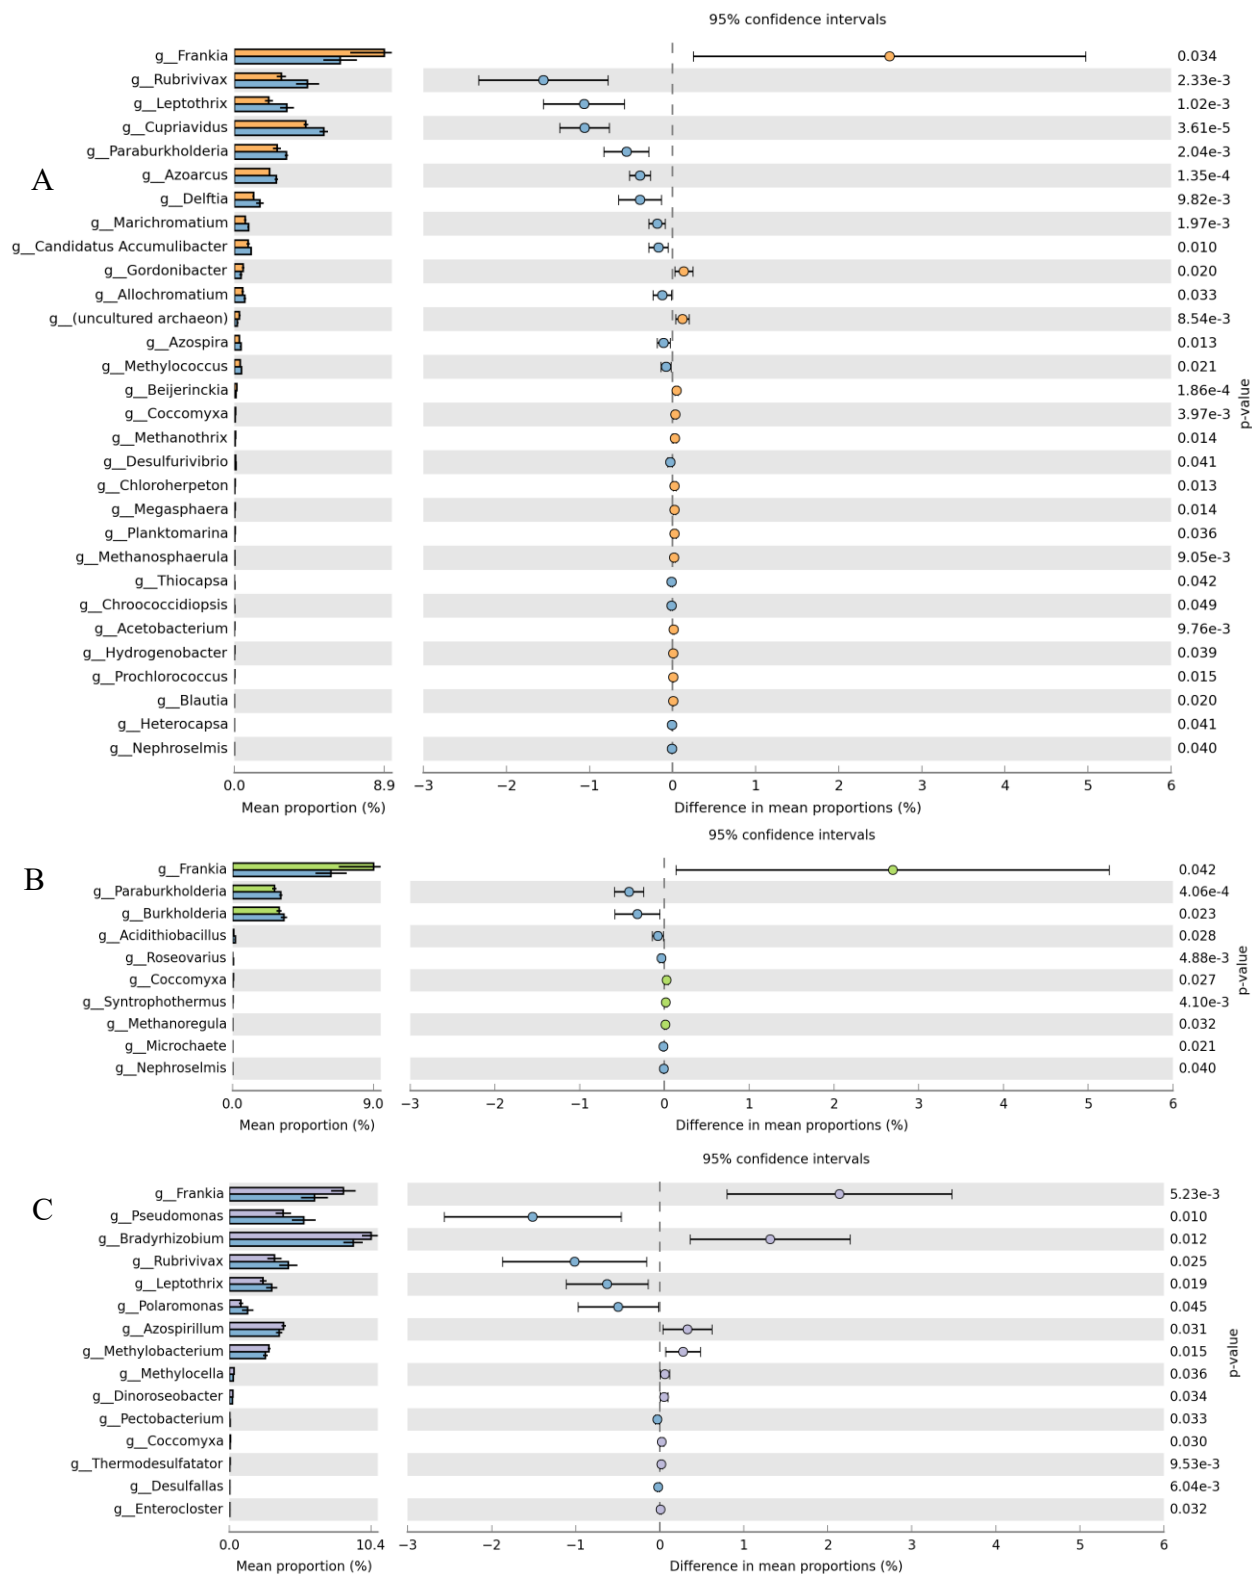 95% confidence intervals
g__Frankia 0.034
g__Rubrivivax 2.33e-3
g__Leptothrix 1.02e-3
g__Cupriavidus 3.61e-5
g__Paraburkholderia 2.04e-3
A
g__Azoarcus 1.35e-4
g__Delftia 9.82e-3
g__Marichromatium 1.97e-3
g__Candidatus Accumulibacter 0.010
g__Gordonibacter 0.020
g__Allochromatium 0.033
g__(uncultured archaeon) 8.54e-3
g__Azospira 0.013
g__Methylococcus 0.021
g__Beijerinckia 1.86e-4
p-value
g__Coccomyxa 3.97e-3
g__Methanothrix 0.014
g__Desulfurivibrio 0.041
g__Chloroherpeton 0.013
g__Megasphaera 0.014
g__Planktomarina 0.036
g__Methanosphaerula 9.05e-3
g__Thiocapsa 0.042
g__Chroococcidiopsis 0.049
g__Acetobacterium 9.76e-3
g__Hydrogenobacter 0.039
g__Prochlorococcus 0.015
g__Blautia 0.020
g__Heterocapsa 0.041
g__Nephroselmis 0.040
0.0 8.9 −3 −2 −1 0 1 2 3 4 5 6
Mean proportion (%) Difference in mean proportions (%)
95% confidence intervals
B
g__Frankia 0.042
g__Paraburkholderia 4.06e-4
g__Burkholderia 0.023
g__Acidithiobacillus 0.028
g__Roseovarius 4.88e-3
p-value
g__Coccomyxa 0.027
g__Syntrophothermus 4.10e-3
g__Methanoregula 0.032
g__Microchaete 0.021
g__Nephroselmis 0.040
0.0 9.0 −3 −2 −1 0 1 2 3 4 5 6
Mean proportion (%) Difference in mean proportions (%)
95% confidence intervals
C
g__Frankia 5.23e-3
g__Pseudomonas 0.010
g__Bradyrhizobium 0.012
g__Rubrivivax 0.025
g__Leptothrix 0.019
g__Polaromonas 0.045
g__Azospirillum 0.031
g__Methylobacterium 0.015
p-value
g__Methylocella 0.036
g__Dinoroseobacter 0.034
g__Pectobacterium 0.033
g__Coccomyxa 0.030
g__Thermodesulfatator 9.53e-3
g__Desulfallas 6.04e-3
g__Enterocloster 0.032
0.0 10.4 −3 −2 −1 0 1 2 3 4 5 6
Mean proportion (%) Difference in mean proportions (%)